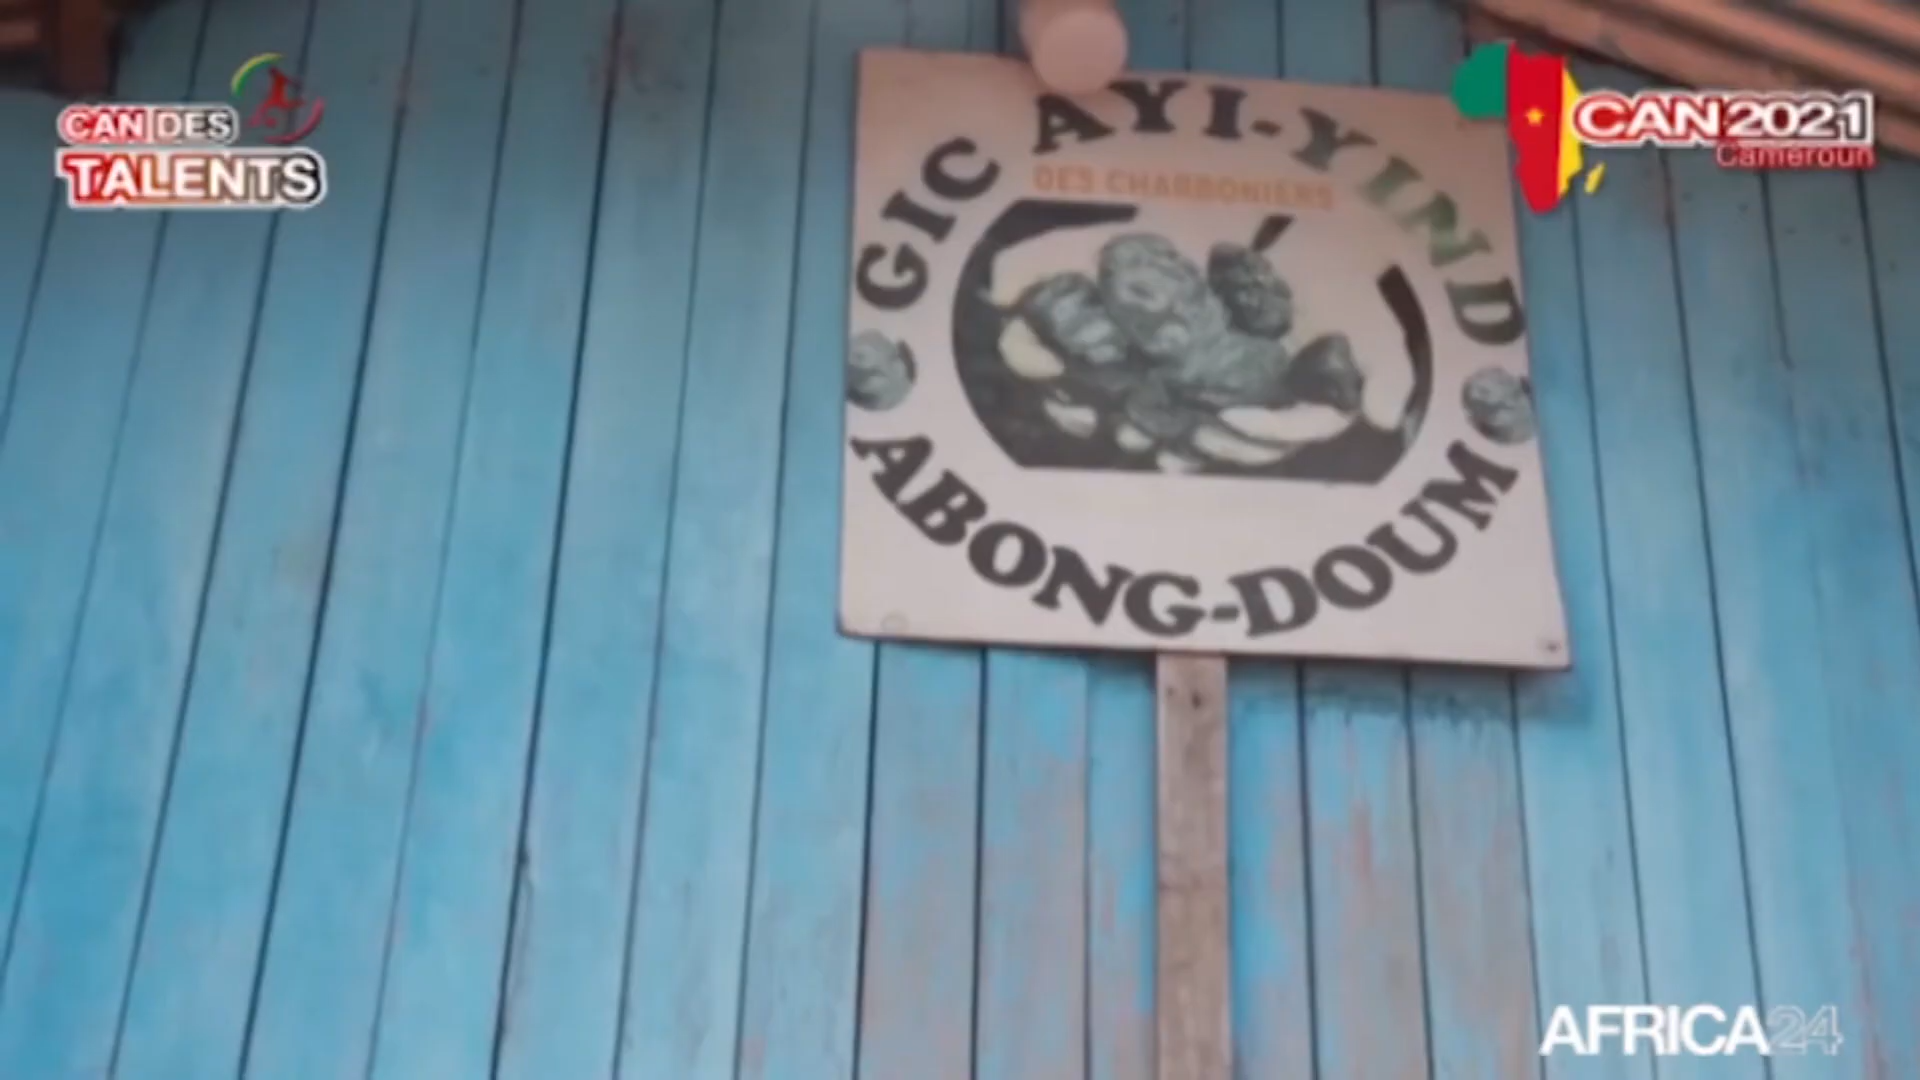 CAN DES
TALENTS
CAN2021
Cameroun
GIC AYI-YIND
DES CHARBONIERS
ABONG-DOUM
AFRICA24